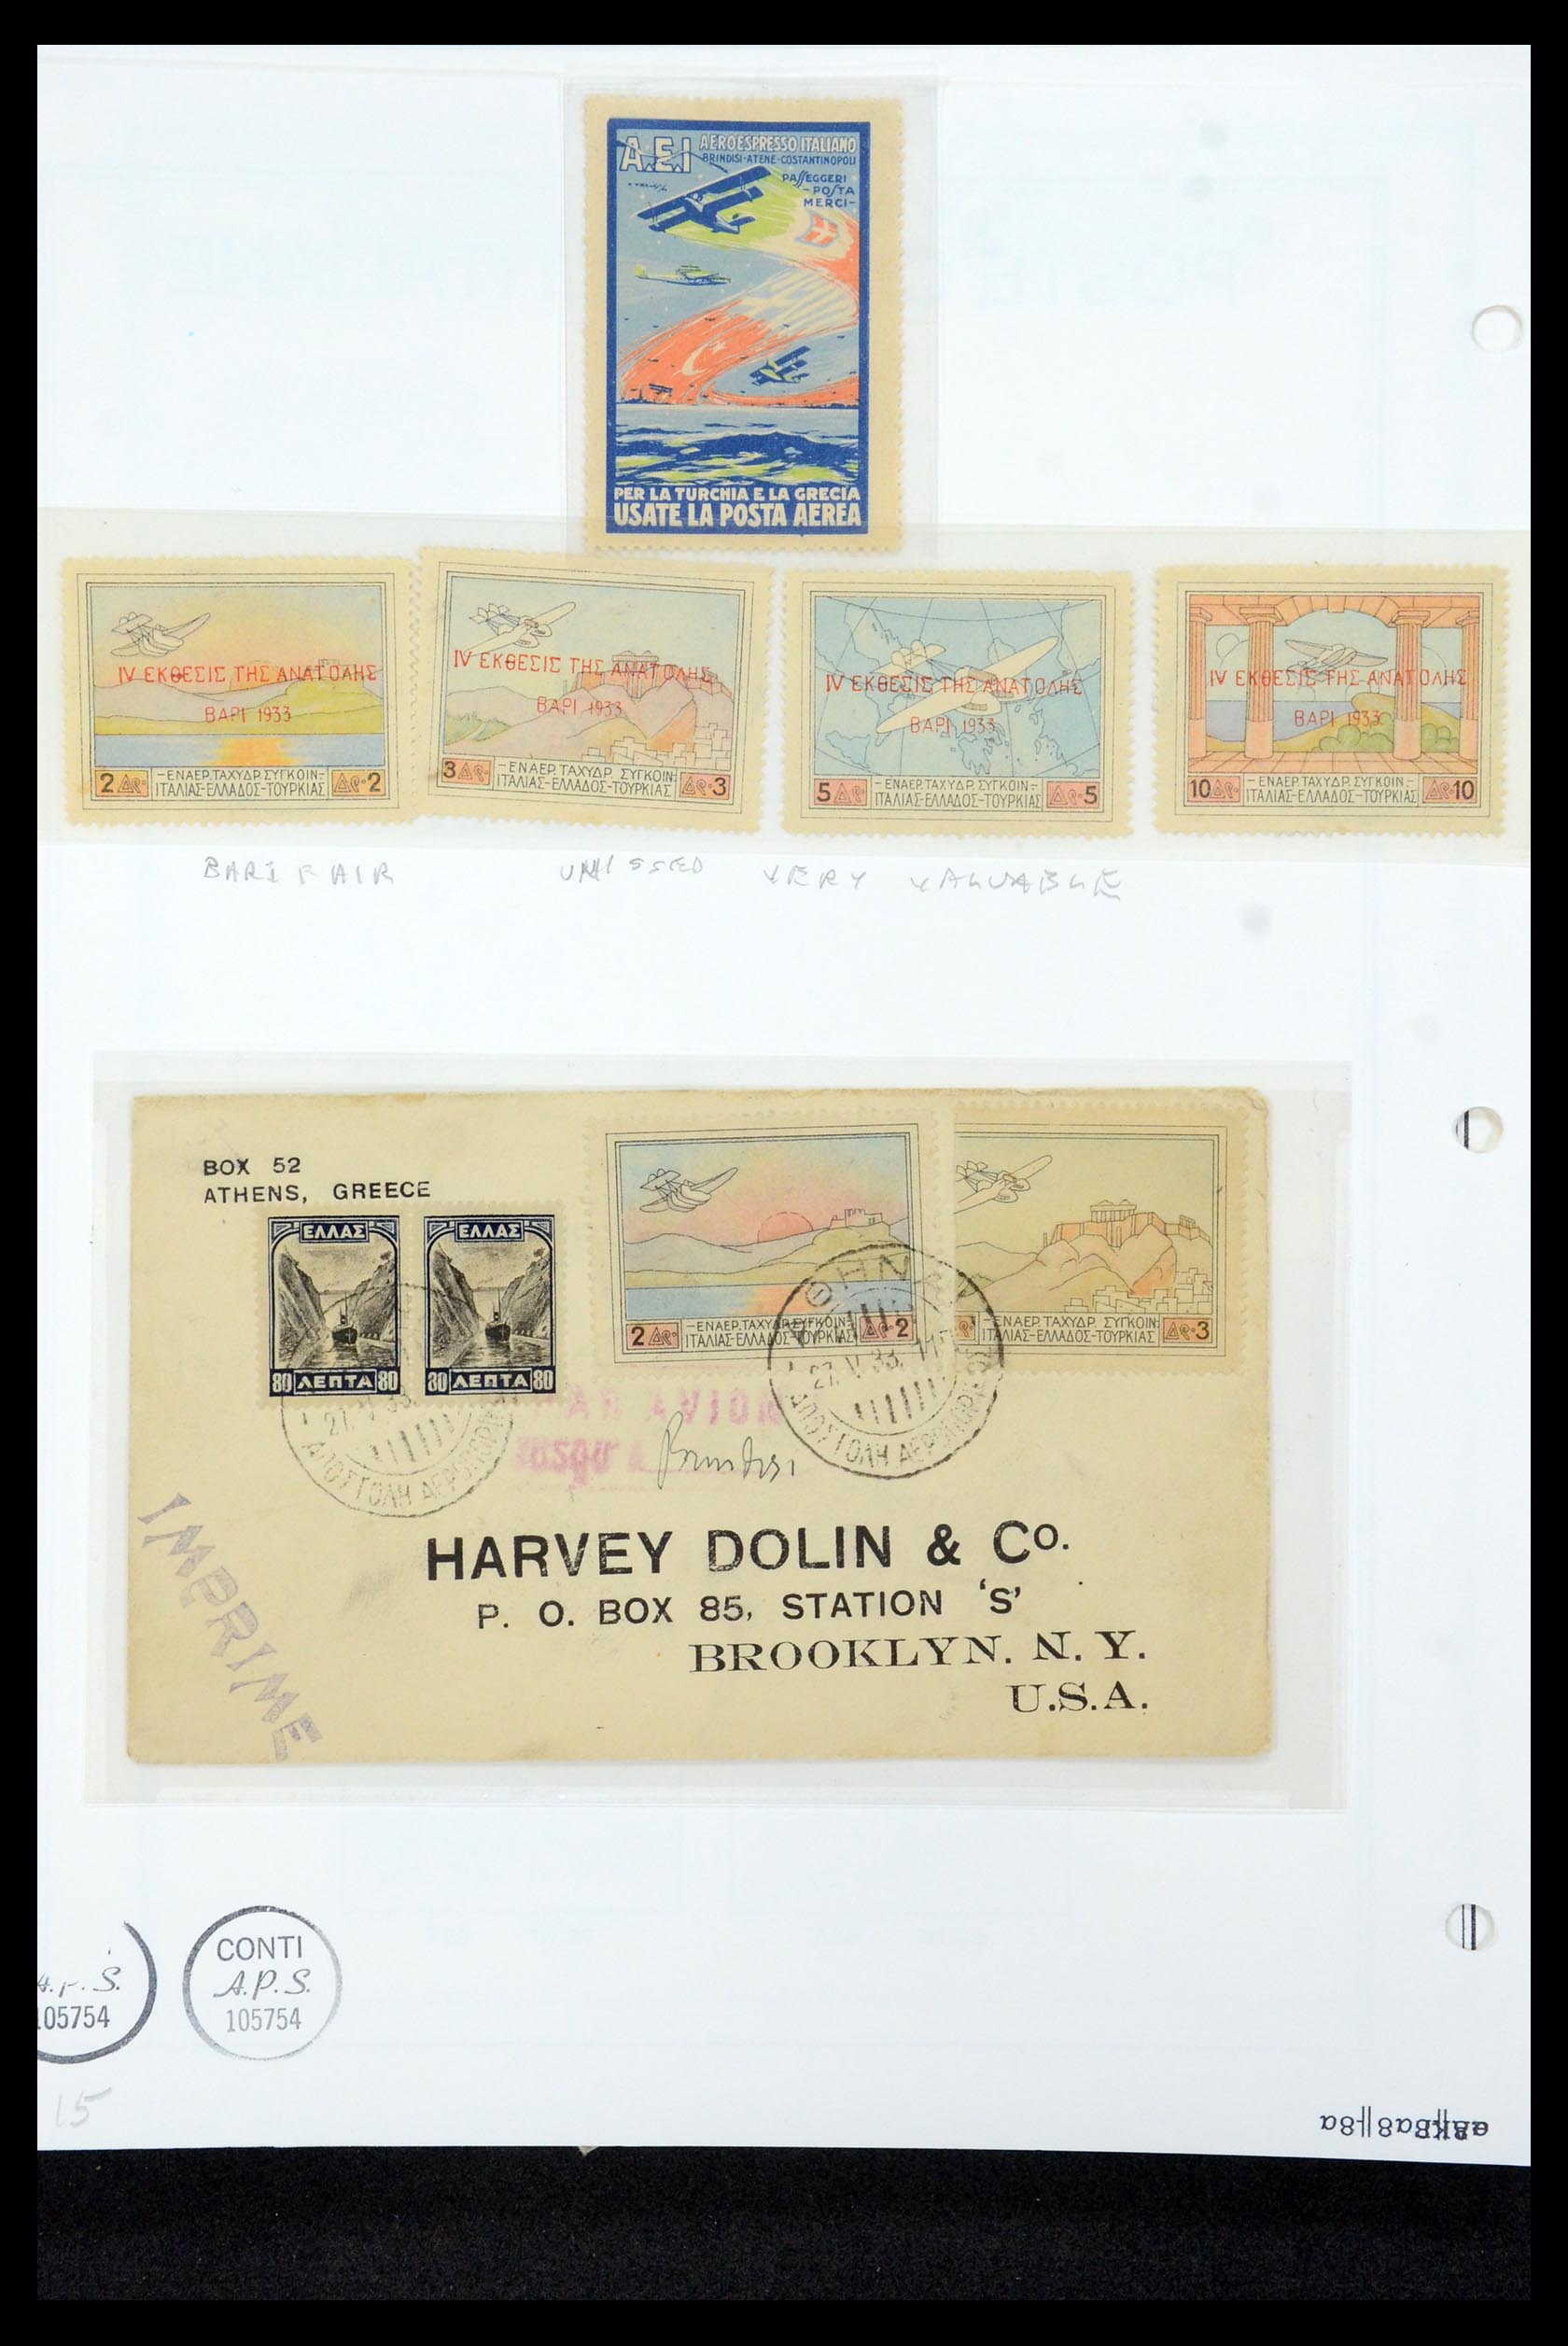 A.E.I AEROESPRESSO ITALIANO
BRINDISI-ATENE-COSTANTINOPOLI
PASSEGGERI
-POSTA
MERCI-
PER LA TURCHIA E LA GRECIA
USATE LA POSTA AEREA
IV ΕΚΘΕΣΙΣ ΤΗΣ ΑΝΑΤΟΛΗΣ
ΒΑΡΙ 1933
2 Δρ. -ΕΝΑΕΡ. ΤΑΧΥΔΡ. ΣΥΓΚΟΙΝ:- Δρ. 2
ΙΤΑΛΙΑΣ-ΕΛΛΑΔΟΣ-ΤΟΥΡΚΙΑΣ
IV ΕΚΘΕΣΙΣ ΤΗΣ ΑΝΑΤΟΛΗΣ
ΒΑΡΙ 1933
3 Δρ. -ΕΝΑΕΡ. ΤΑΧΥΔΡ. ΣΥΓΚΟΙΝ: Δρ. 3
ΙΤΑΛΙΑΣ-ΕΛΛΑΔΟΣ-ΤΟΥΡΚΙΑΣ
IV ΕΚΘΕΣΙΣ ΤΗΣ ΑΝΑΤΟΛΗΣ
ΒΑΡΙ 1933
5 Δρ. -ΕΝΑΕΡ. ΤΑΧΥΔΡ. ΣΥΓΚΟΙΝ:- Δρ. 5
ΙΤΑΛΙΑΣ-ΕΛΛΑΔΟΣ-ΤΟΥΡΚΙΑΣ
IV ΕΚΘΕΣΙΣ ΤΗΣ ΑΝΑΤΟΛΗΣ
ΒΑΡΙ 1933
10 Δρ. -ΕΝΑΕΡ. ΤΑΧΥΔΡ. ΣΥΓΚΟΙΝ:- Δρ. 10
ΙΤΑΛΙΑΣ-ΕΛΛΑΔΟΣ-ΤΟΥΡΚΙΑΣ
BARI FAIR VERY VALUABLE
BOX 52
ATHENS, GREECE
ΕΛΛΑΣ
80 ΛΕΠΤΑ 80
ΕΛΛΑΣ
80 ΛΕΠΤΑ 80
2 Δρ. -ΕΝΑΕΡ. ΤΑΧΥΔΡ. ΣΥΓΚΟΙΝ:- Δρ. 2
ΙΤΑΛΙΑΣ-ΕΛΛΑΔΟΣ-ΤΟΥΡΚΙΑΣ
-ΕΝΑΕΡ. ΤΑΧΥΔΡ. ΣΥΓΚΟΙΝ: Δρ. 3
ΙΤΑΛΙΑΣ-ΕΛΛΑΔΟΣ-ΤΟΥΡΚΙΑΣ
27. V. 33.
ΑΠΟΣΤΟΛΗ ΑΕΡΟΠΟΡΙΚ
PAR AVION
JUSQU'A Brindisi
IMPRIME
HARVEY DOLIN & Co.
P. O. BOX 85, STATION 'S'
BROOKLYN. N. Y.
U.S.A.
A.P.S.
105754
CONTI
A.P.S.
105754
15